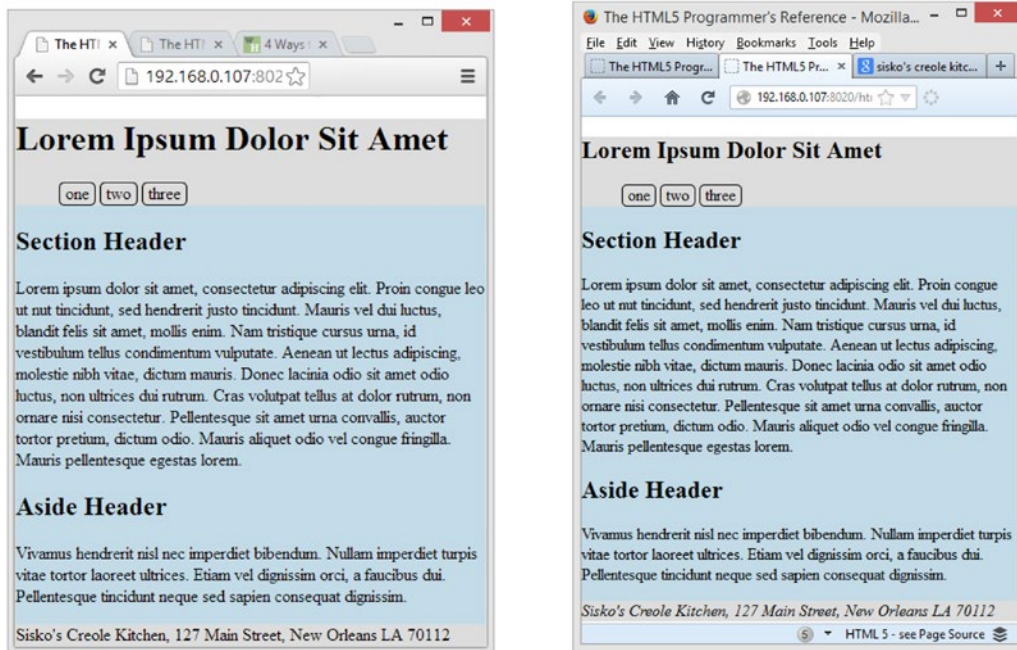 The HTI × The HTI × 4 Ways ×
192.168.0.107:802
Lorem Ipsum Dolor Sit Amet
one two three
Section Header
Lorem ipsum dolor sit amet, consectetur adipiscing elit. Proin congue leo
ut nut tincidunt, sed hendrerit justo tincidunt. Mauris vel dui luctus,
blandit felis sit amet, mollis enim. Nam tristique cursus urna, id
vestibulum tellus condimentum vulputate. Aenean ut lectus adipiscing,
molestie nibh vitae, dictum mauris. Donec lacinia odio sit amet odio
luctus, non ultrices dui rutrum. Cras volutpat tellus at dolor rutrum, non
ornare nisi consectetur. Pellentesque sit amet urna convallis, auctor
tortor pretium, dictum odio. Mauris aliquet odio vel congue fringilla.
Mauris pellentesque egestas lorem.
Aside Header
Vivamus hendrerit nisl nec imperdiet bibendum. Nullam imperdiet turpis
vitae tortor laoreet ultrices. Etiam vel dignissim orci, a faucibus dui.
Pellentesque tincidunt neque sed sapien consequat dignissim.
Sisko's Creole Kitchen, 127 Main Street, New Orleans LA 70112
The HTML5 Programmer's Reference - Mozilla...
File Edit View History Bookmarks Tools Help
The HTML5 Progr... The HTML5 Pr... × 8 sisko's creole kitc... +
192.168.0.107:8020/htı
Lorem Ipsum Dolor Sit Amet
one two three
Section Header
Lorem ipsum dolor sit amet, consectetur adipiscing elit. Proin congue
leo ut nut tincidunt, sed hendrerit justo tincidunt. Mauris vel dui luctus,
blandit felis sit amet, mollis enim. Nam tristique cursus urna, id
vestibulum tellus condimentum vulputate. Aenean ut lectus adipiscing,
molestie nibh vitae, dictum mauris. Donec lacinia odio sit amet odio
luctus, non ultrices dui rutrum. Cras volutpat tellus at dolor rutrum, non
ornare nisi consectetur. Pellentesque sit amet urna convallis, auctor
tortor pretium, dictum odio. Mauris aliquet odio vel congue fringilla.
Mauris pellentesque egestas lorem.
Aside Header
Vivamus hendrerit nisl nec imperdiet bibendum. Nullam imperdiet turpis
vitae tortor laoreet ultrices. Etiam vel dignissim orci, a faucibus dui.
Pellentesque tincidunt neque sed sapien consequat dignissim.
Sisko's Creole Kitchen, 127 Main Street, New Orleans LA 70112
5 HTML 5 - see Page Source